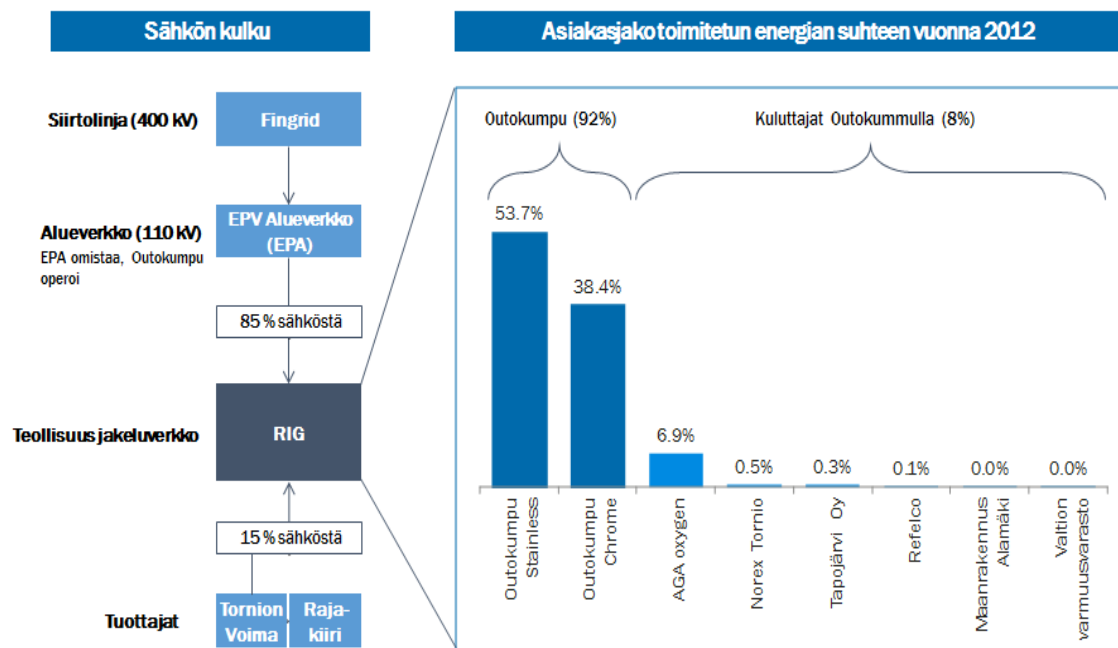 Sähkön kulku
Siirtolinja (400 kV)
Fingrid
Alueverkko (110 kV)
EPA omistaa, Outokumpu
operoi
EPV Alueverkko
(EPA)
85 % sähköstä
Teollisuus jakeluverkko
RIG
15 % sähköstä
Tuottajat
Tornion
Voima
Raja-
kiiri
Asiakasjako toimitetun energian suhteen vuonna 2012
Outokumpu (92%)
Kuluttajat Outokummulla (8%)
53.7%
38.4%
6.9%
0.5%
0.3%
0.1%
0.0%
0.0%
Outokumpu
Stainless
Outokumpu
Chrome
AGA oxygen
Norex Tornio
Tapojärvi Oy
Refelco
Maanrakennus
Alamäki
Valtion
varmuusvarasto